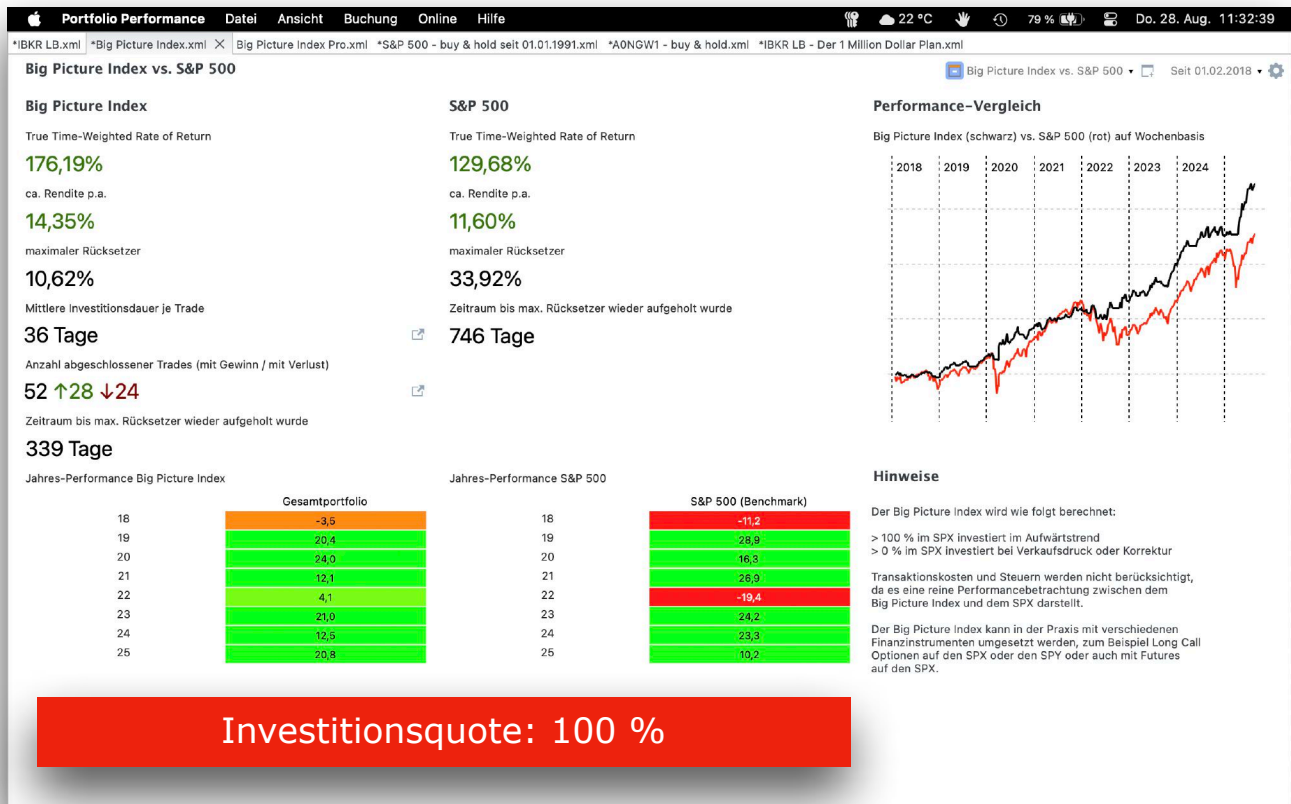 Portfolio Performance Datei Ansicht Buchung Online Hilfe 22 °C 79 % Do. 28. Aug. 11:32:39
*IBKR LB.xml *Big Picture Index.xml Big Picture Index Pro.xml *S&P 500 - buy & hold seit 01.01.1991.xml *A0NGW1 - buy & hold.xml *IBKR LB - Der 1 Million Dollar Plan.xml
Big Picture Index vs. S&P 500
Big Picture Index vs. S&P 500 Seit 01.02.2018
Big Picture Index
True Time-Weighted Rate of Return
176,19%
ca. Rendite p.a.
14,35%
maximaler Rücksetzer
10,62%
Mittlere Investitionsdauer je Trade
36 Tage
Anzahl abgeschlossener Trades (mit Gewinn / mit Verlust)
52 ↑28 ↓24
Zeitraum bis max. Rücksetzer wieder aufgeholt wurde
339 Tage
S&P 500
True Time-Weighted Rate of Return
129,68%
ca. Rendite p.a.
11,60%
maximaler Rücksetzer
33,92%
Zeitraum bis max. Rücksetzer wieder aufgeholt wurde
746 Tage
Performance-Vergleich
Big Picture Index (schwarz) vs. S&P 500 (rot) auf Wochenbasis
2018 2019 2020 2021 2022 2023 2024
Jahres-Performance Big Picture Index
Gesamtportfolio
18 -3,5
19 20,4
20 24,0
21 12,1
22 4,1
23 21,0
24 12,5
25 20,8
Jahres-Performance S&P 500
S&P 500 (Benchmark)
18 -11,2
19 28,9
20 16,3
21 26,9
22 -19,4
23 24,2
24 23,3
25 10,2
Hinweise
Der Big Picture Index wird wie folgt berechnet:
> 100 % im SPX investiert im Aufwärtstrend
> 0 % im SPX investiert bei Verkaufsdruck oder Korrektur
Transaktionskosten und Steuern werden nicht berücksichtigt,
da es eine reine Performancebetrachtung zwischen dem
Big Picture Index und dem SPX darstellt.
Der Big Picture Index kann in der Praxis mit verschiedenen
Finanzinstrumenten umgesetzt werden, zum Beispiel Long Call
Optionen auf den SPX oder den SPY oder auch mit Futures
auf den SPX.
Investitionsquote: 100 %